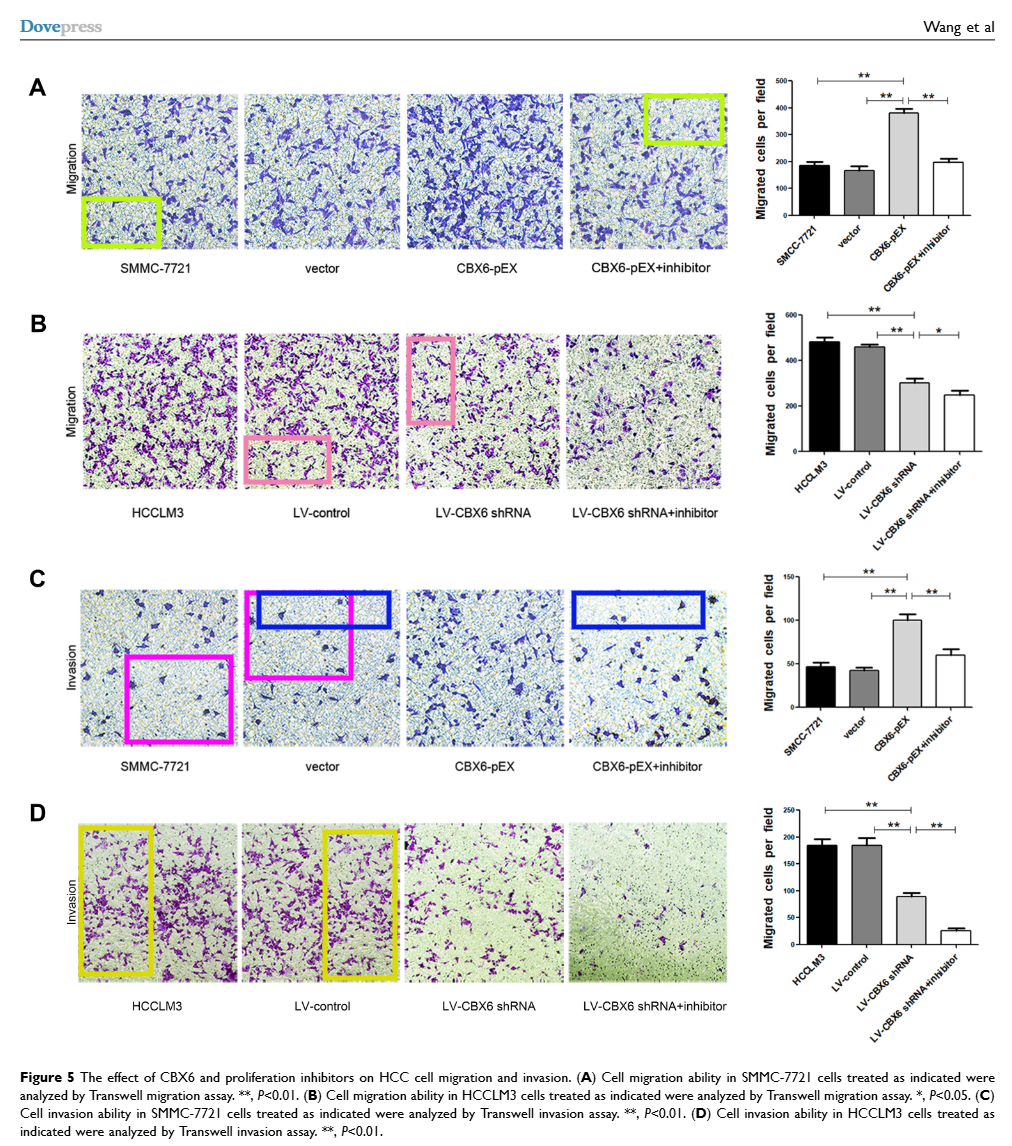 Dovepress
Wang et al
A
Migration
SMMC-7721
vector
CBX6-pEX
CBX6-pEX+inhibitor
Migrated cells per field
500
400
300
200
100
0
**
**
**
SMCC-7721
vector
CBX6-pEX
CBX6-pEX+inhibitor
B
Migration
HCCLM3
LV-control
LV-CBX6 shRNA
LV-CBX6 shRNA+inhibitor
Migrated cells per field
600
400
200
0
**
**
*
HCCLM3
LV-control
LV-CBX6 shRNA
LV-CBX6 shRNA+inhibitor
C
Invasion
SMMC-7721
vector
CBX6-pEX
CBX6-pEX+inhibitor
Migrated cells per field
150
100
50
0
**
**
**
SMCC-7721
vector
CBX6-pEX
CBX6-pEX+inhibitor
D
Invasion
HCCLM3
LV-control
LV-CBX6 shRNA
LV-CBX6 shRNA+inhibitor
Migrated cells per field
250
200
150
100
50
0
**
**
**
HCCLM3
LV-control
LV-CBX6 shRNA
LV-CBX6 shRNA+inhibitor
Figure 5 The effect of CBX6 and proliferation inhibitors on HCC cell migration and invasion. (A) Cell migration ability in SMMC-7721 cells treated as indicated were
analyzed by Transwell migration assay. **, P<0.01. (B) Cell migration ability in HCCLM3 cells treated as indicated were analyzed by Transwell migration assay. *, P<0.05. (C)
Cell invasion ability in SMMC-7721 cells treated as indicated were analyzed by Transwell invasion assay. **, P<0.01. (D) Cell invasion ability in HCCLM3 cells treated as
indicated were analyzed by Transwell invasion assay. **, P<0.01.